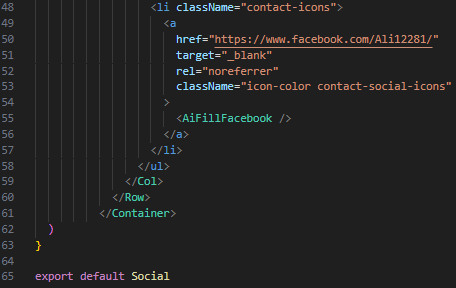 48 <li className="contact-icons">
49 <a
50 href="https://www.facebook.com/Ali12281/"
51 target="_blank"
52 rel="noreferrer"
53 className="icon-color contact-social-icons"
54 >
55 <AiFillFacebook />
56 </a>
57 </li>
58 </ul>
59 </Col>
60 </Row>
61 </Container>
62 )
63 }
64
65 export default Social